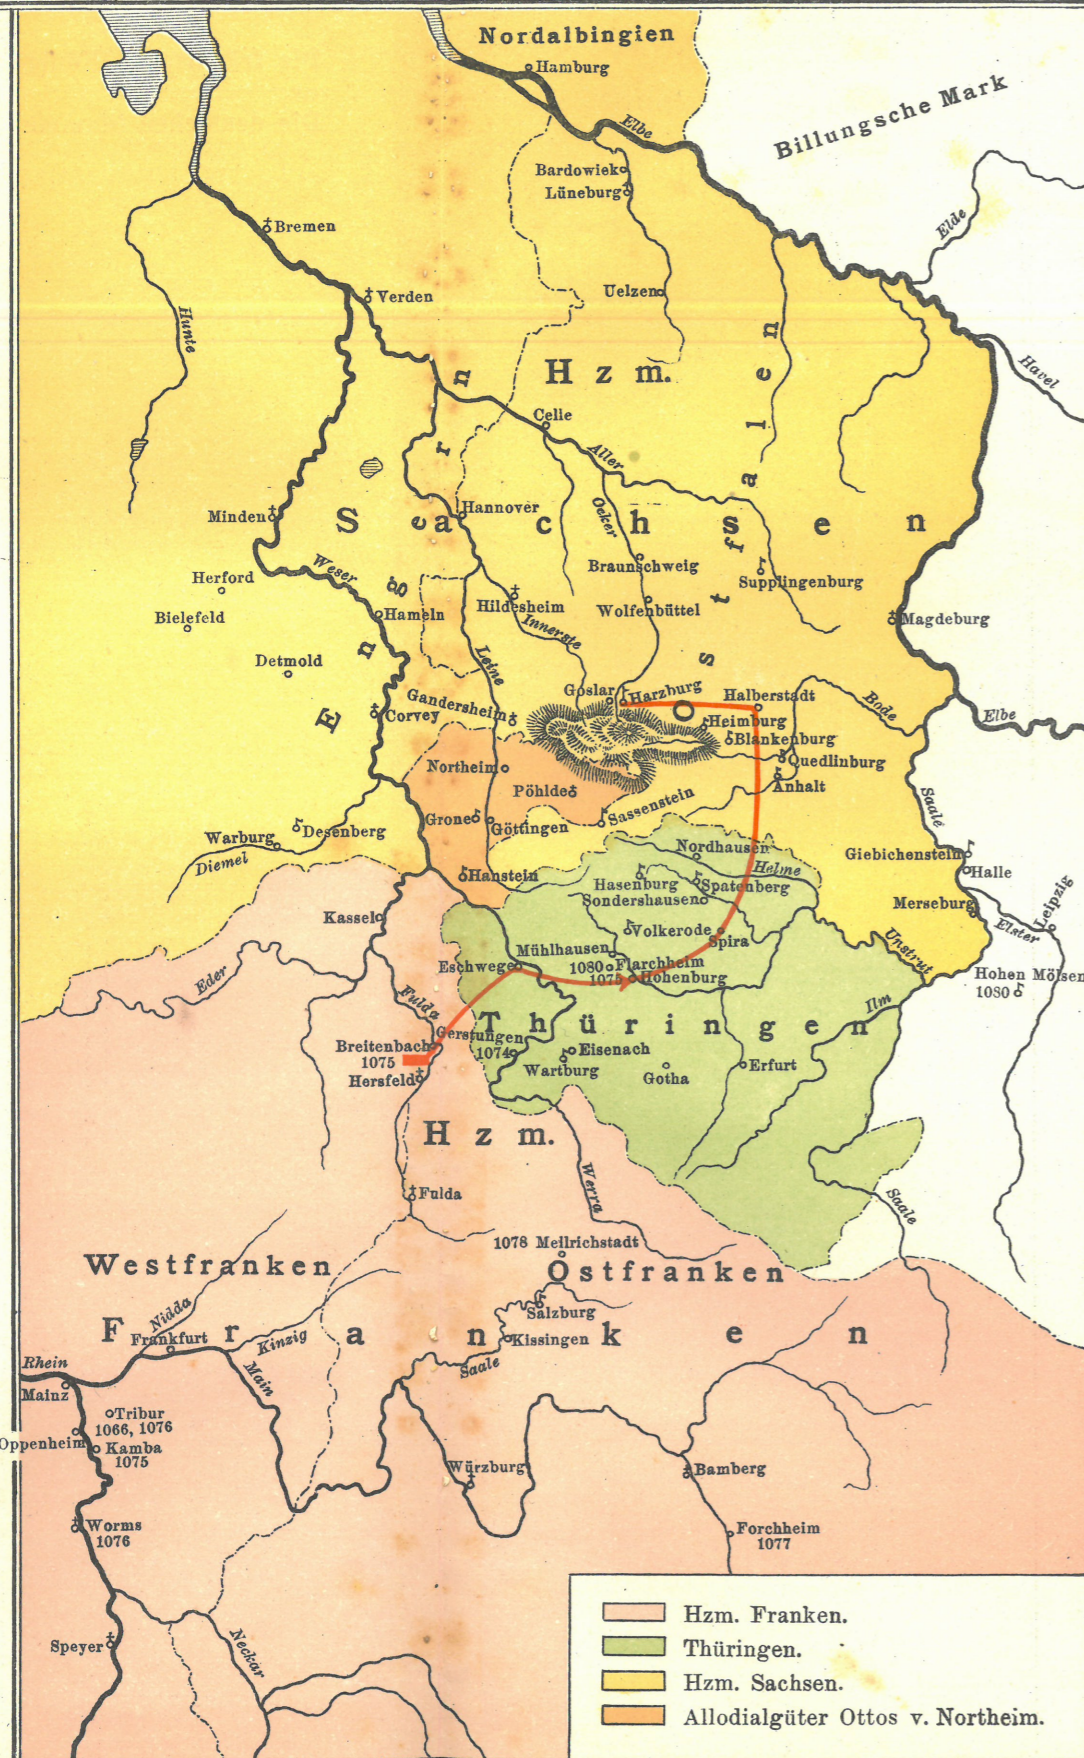 Nordalbingien
Hamburg
Elbe
Billungsche Mark
Bardowiek
Lüneburg
Elde
Bremen
Uelzen
Verden
Hunte
Havel
Hzm.
Celle
Aller
Ostfalen
Engern
Minden
Hannover
Ocker
Sachsen
Braunschweig
Supplingenburg
Herford
Weser
Hildesheim
Wolfenbüttel
Bielefeld
Hameln
Innerste
Magdeburg
Detmold
Leine
Goslar
Harzburg
Halberstadt
Bode
Gandersheim
Corvey
Heimburg
Elbe
Blankenburg
Northeim
Quedlinburg
Pöhlde
Anhalt
Sassenstein
Saale
Grone
Göttingen
Desenberg
Warburg
Diemel
Nordhausen
Giebichenstein
Helme
Halle
Hanstein
Hasenburg
Spatenberg
Sondershausen
Merseburg
Leipzig
Kassel
Volkerode
Spira
Elster
Mühlhausen
Unstrut
Eschwege
1080 Flarchheim
1075 Hohenburg
Hohen Mölsen
1080
Eder
Fulda
Ilm
Thüringen
Gerstungen
1074
Breitenbach
1075
Eisenach
Wartburg
Gotha
Erfurt
Hersfeld
Hzm.
Fulda
Werra
Saale
1078 Mellrichstadt
Westfranken
Ostfranken
Nidda
Salzburg
Franken
Frankfurt
Kinzig
Kissingen
Rhein
Main
Saale
Mainz
Tribur
1066, 1076
Oppenheim
Kamba
1075
Würzburg
Bamberg
Worms
1076
Forchheim
1077
Speyer
Neckar
Hzm. Franken.
Thüringen.
Hzm. Sachsen.
Allodialgüter Ottos v. Northeim.